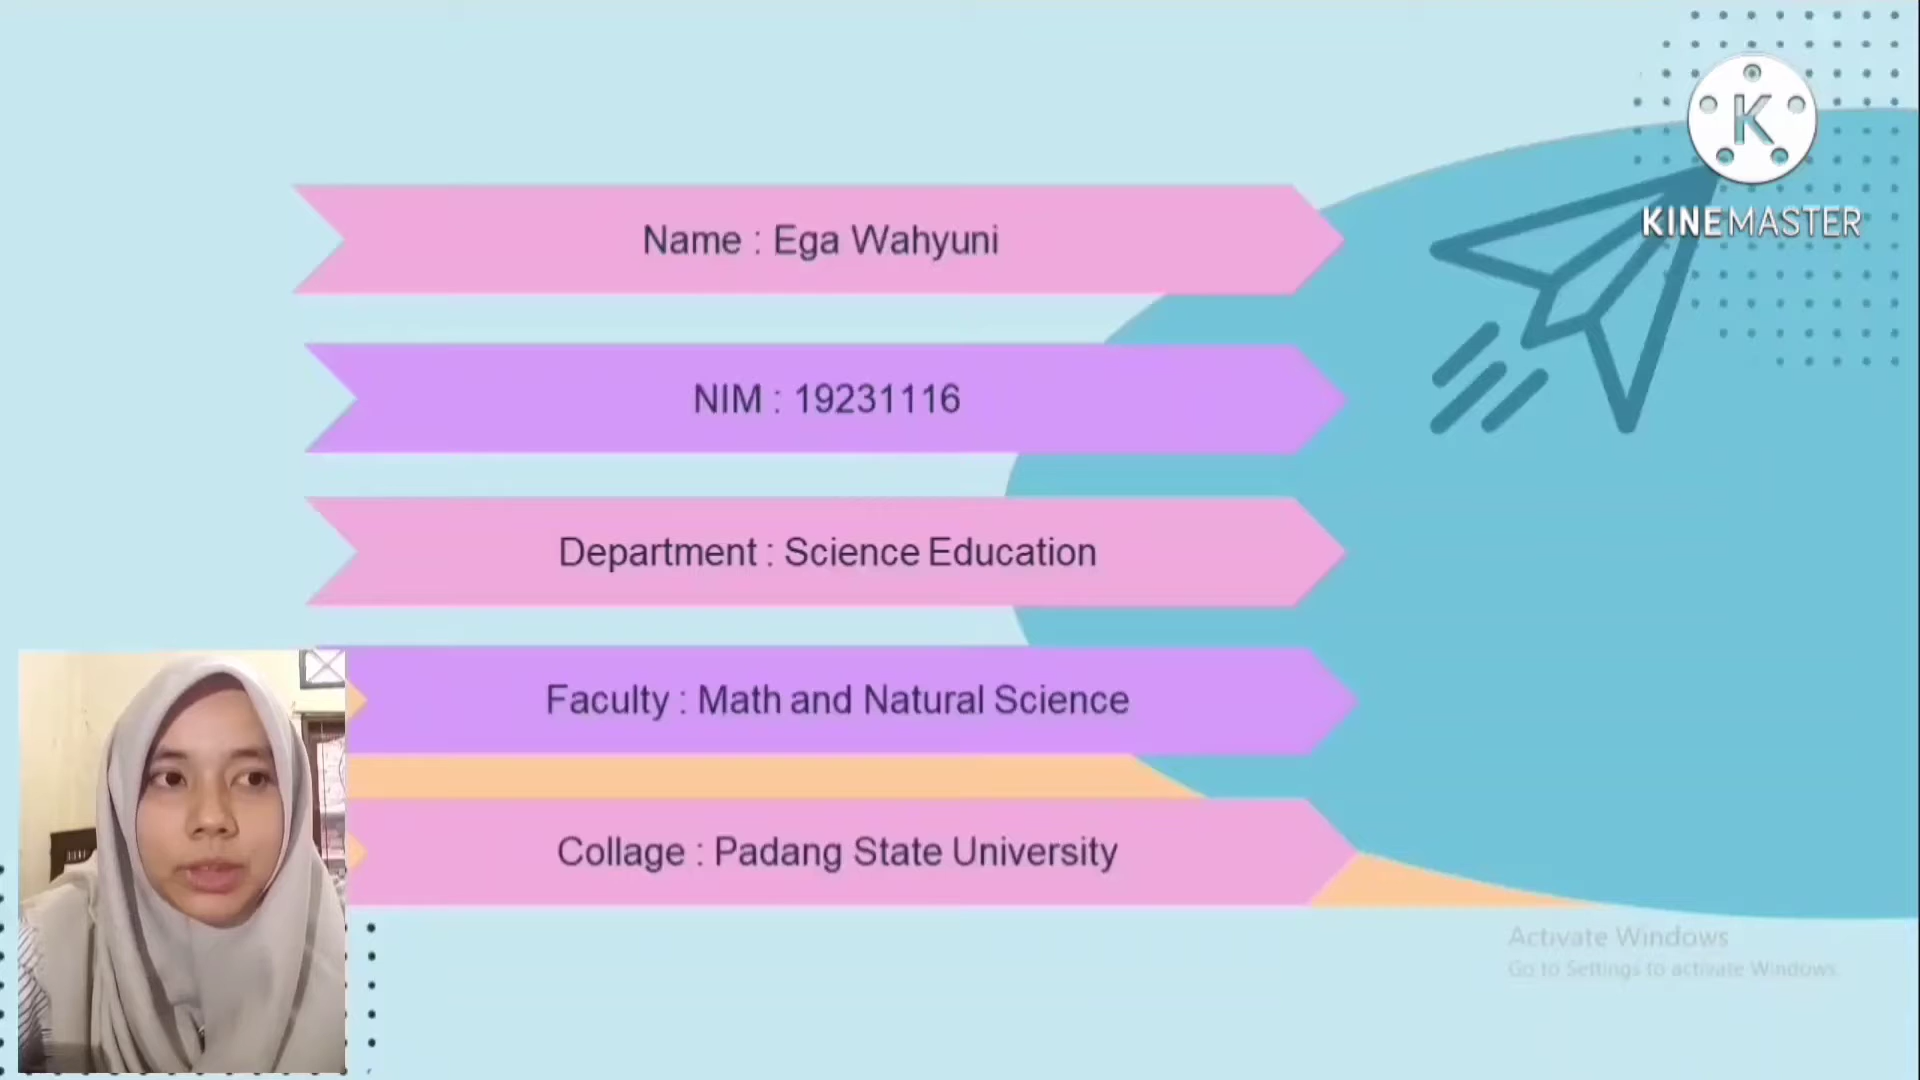 K
KINEMASTER
Name : Ega Wahyuni
NIM : 19231116
Department : Science Education
Faculty : Math and Natural Science
Collage : Padang State University
Activate Windows
Go to Settings to activate Windows.